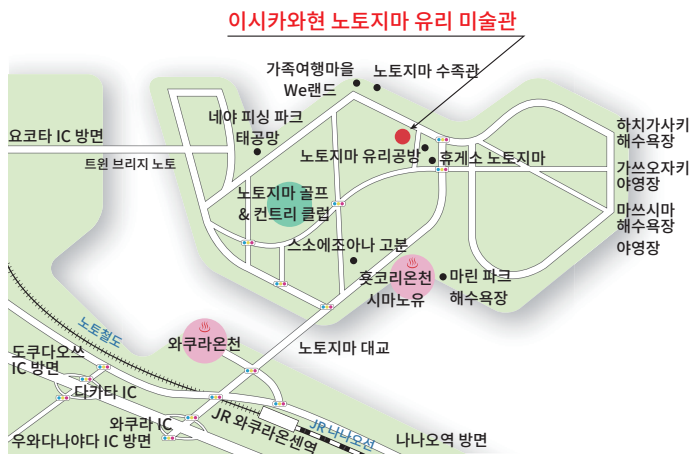 이시카와현 노토지마 유리 미술관
가족여행마을
We랜드
노토지마 수족관
네야 피싱 파크
태공망
하치가사키
해수욕장
요코타 IC 방면
트윈 브리지 노토
노토지마 유리공방
휴게소 노토지마
가쓰오자키
야영장
노토지마 골프
& 컨트리 클럽
마쓰시마
해수욕장
야영장
스소에조아나 고분
홋코리온천
시마노유
마린 파크
해수욕장
노토철도
와쿠라온천
노토지마 대교
도쿠다오쓰
IC 방면
다카타 IC
와쿠라 IC
우와다나야다 IC 방면
JR 와쿠라온센역
JR 나나오선
나나오역 방면